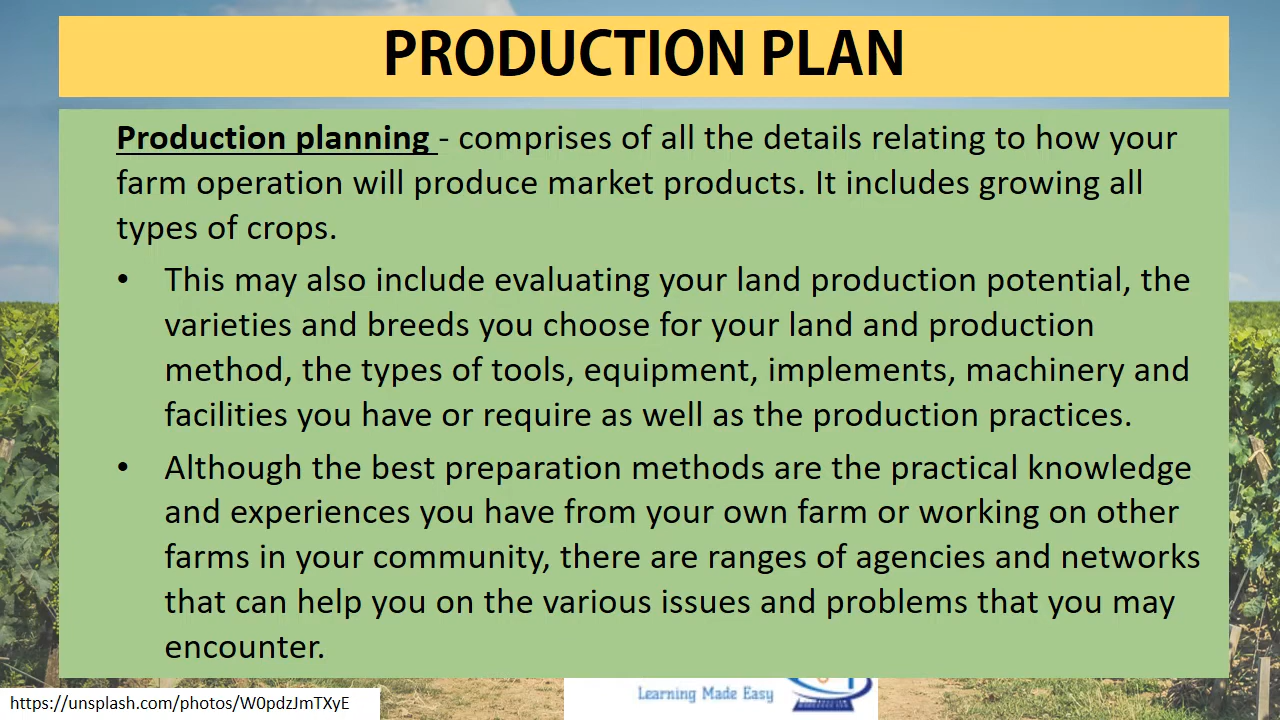 PRODUCTION PLAN
Production planning - comprises of all the details relating to how your
farm operation will produce market products. It includes growing all
types of crops.
• This may also include evaluating your land production potential, the
varieties and breeds you choose for your land and production
method, the types of tools, equipment, implements, machinery and
facilities you have or require as well as the production practices.
• Although the best preparation methods are the practical knowledge
and experiences you have from your own farm or working on other
farms in your community, there are ranges of agencies and networks
that can help you on the various issues and problems that you may
encounter.
Learning Made Easy
https://unsplash.com/photos/W0pdzJmTXyE